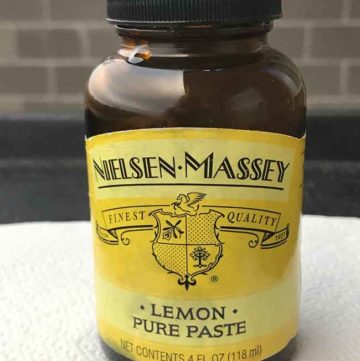 NIELSEN·MASSEY
FINEST QUALITY
®
· LEMON ·
PURE PASTE
NET CONTENTS 4 FL OZ (118 ml)